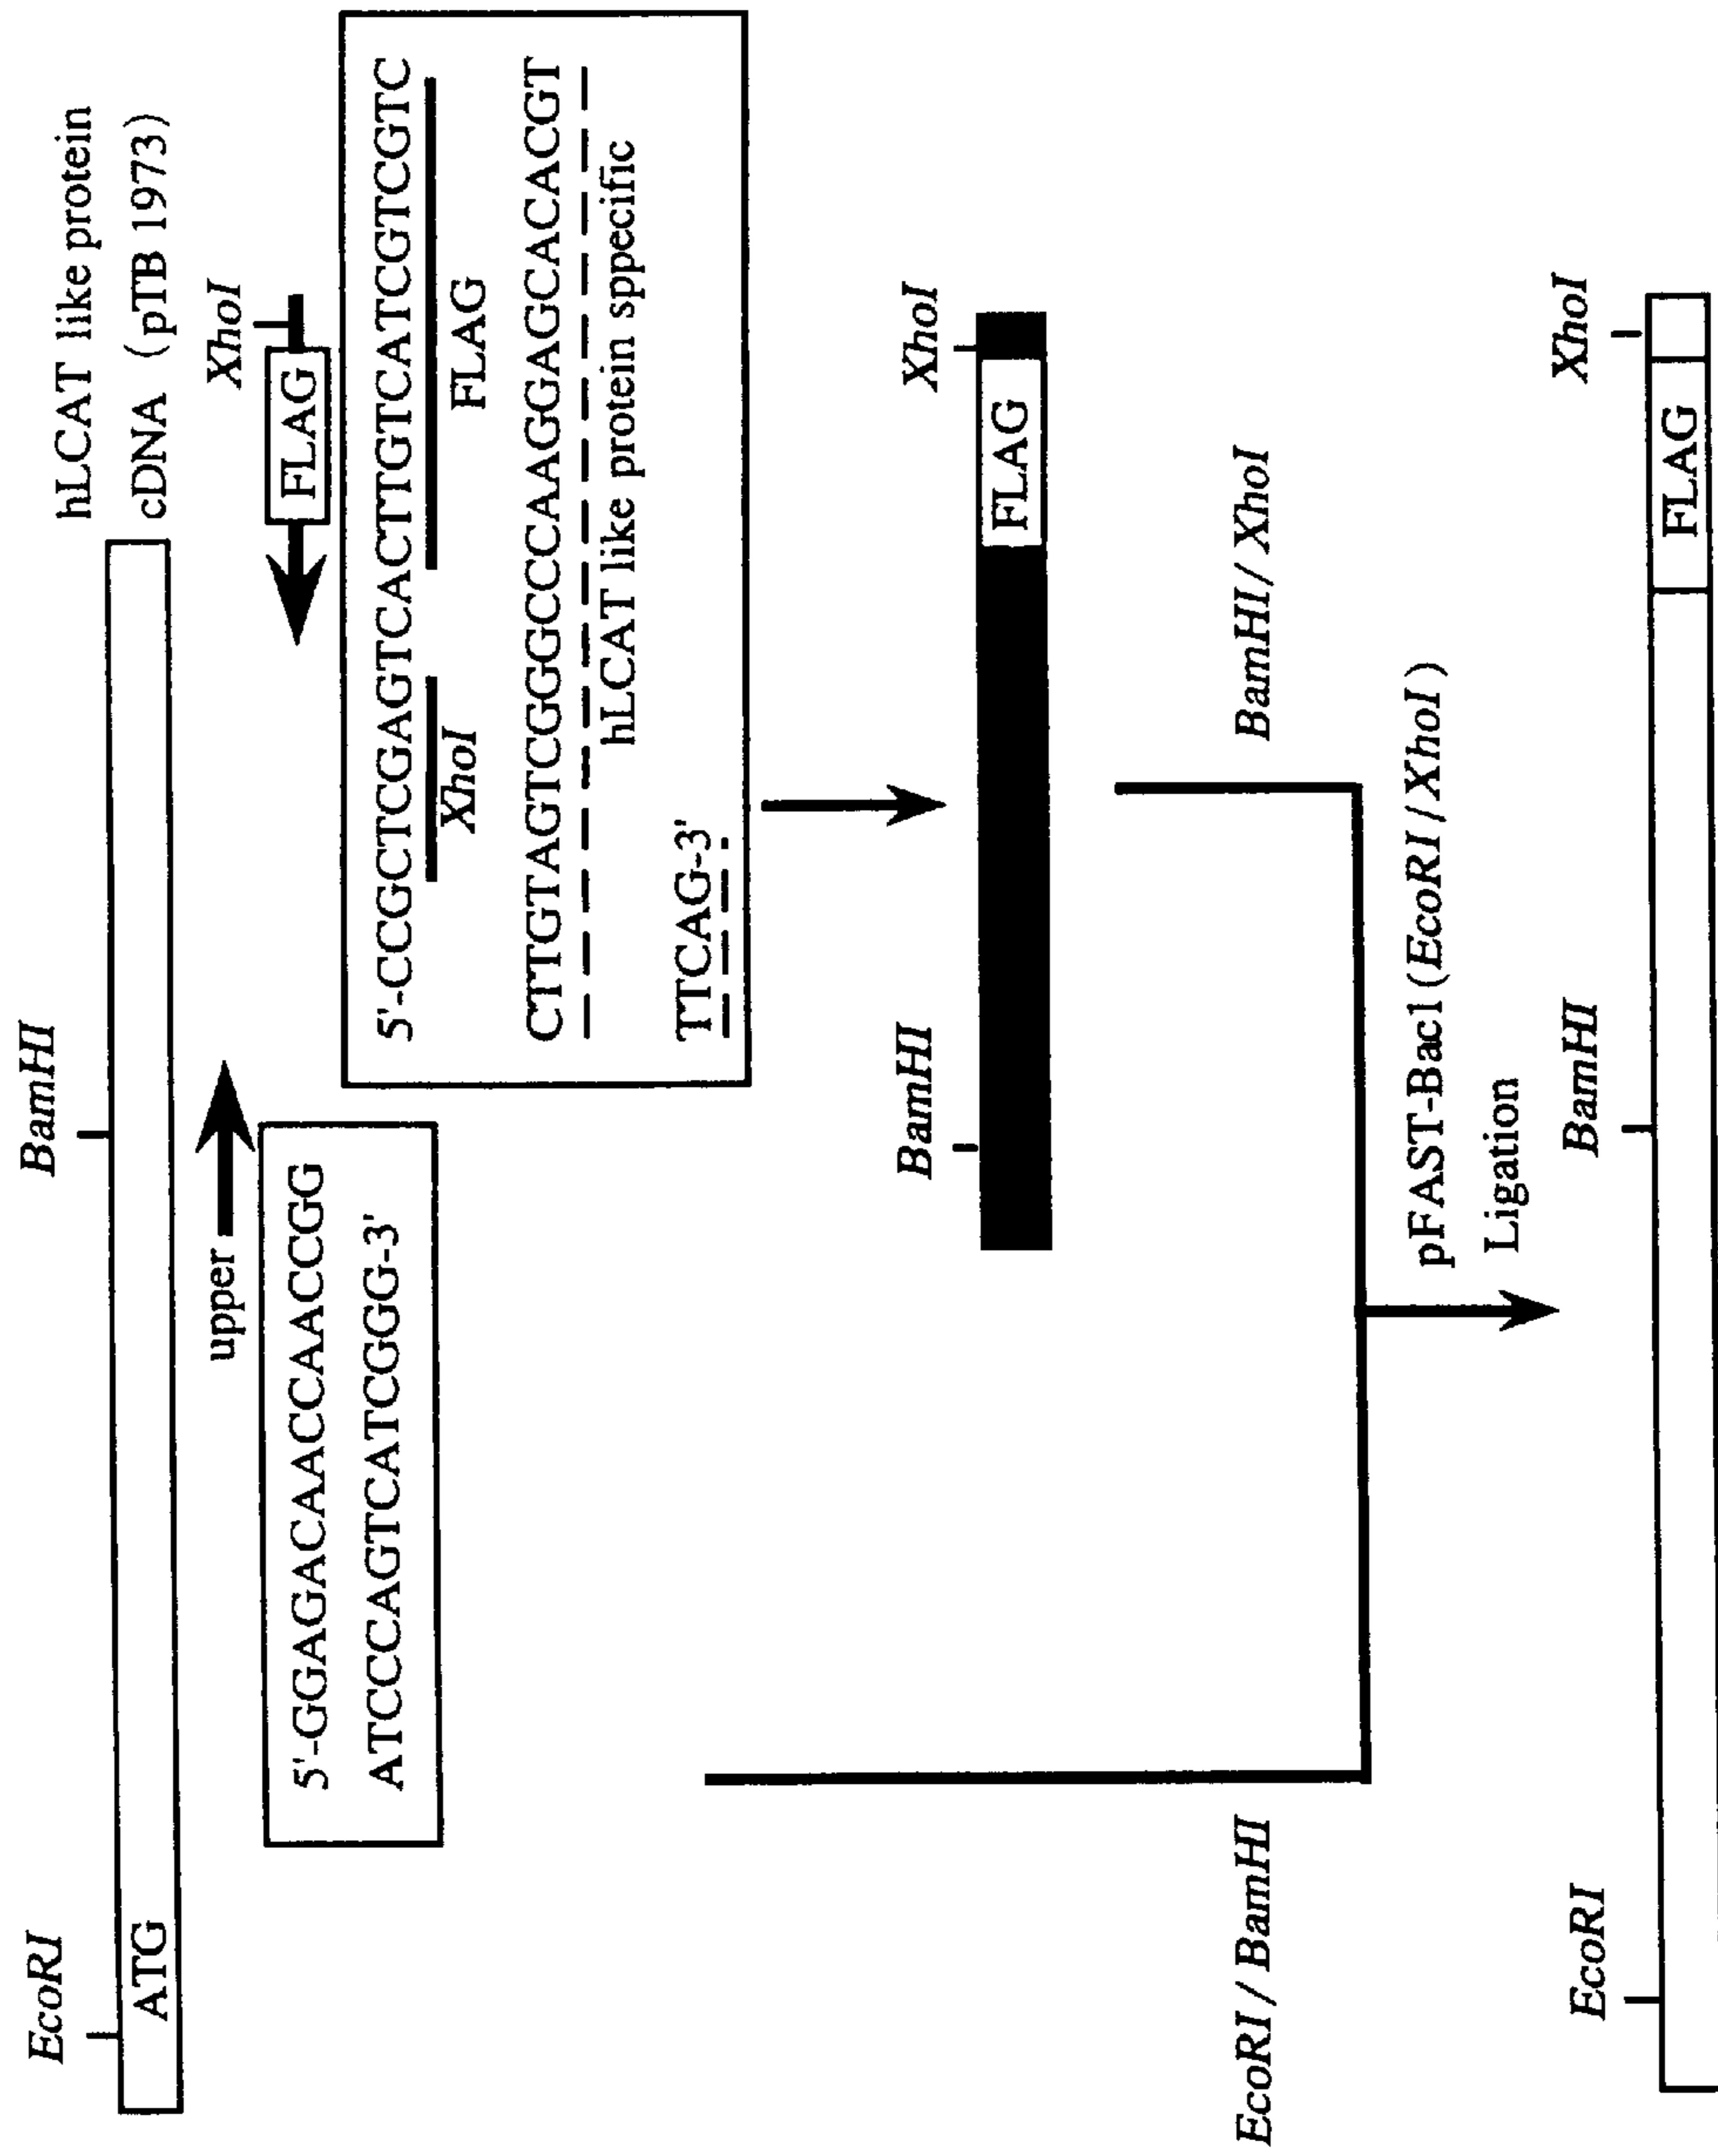 EcoRI
BamHI
hLCAT like protein
cDNA (pTB 1973)
ATG
upper
XhoI
FLAG
5'-GGAGACAACCAACCGG
ATCCCAGTCATCGGG-3'
5'-CCGCTCGAGTCACTTGTCATCGTCGTC
XhoI
FLAG
CTTGTAGTCGGGCCCAAGGAGCACACGT
hLCAT like protein sppecific
TTCAG-3'
BamHI
XhoI
FLAG
EcoRI / BamHI
BamHI / XhoI
pFAST-Bac1 (EcoRI / XhoI)
Ligation
EcoRI
BamHI
XhoI
FLAG